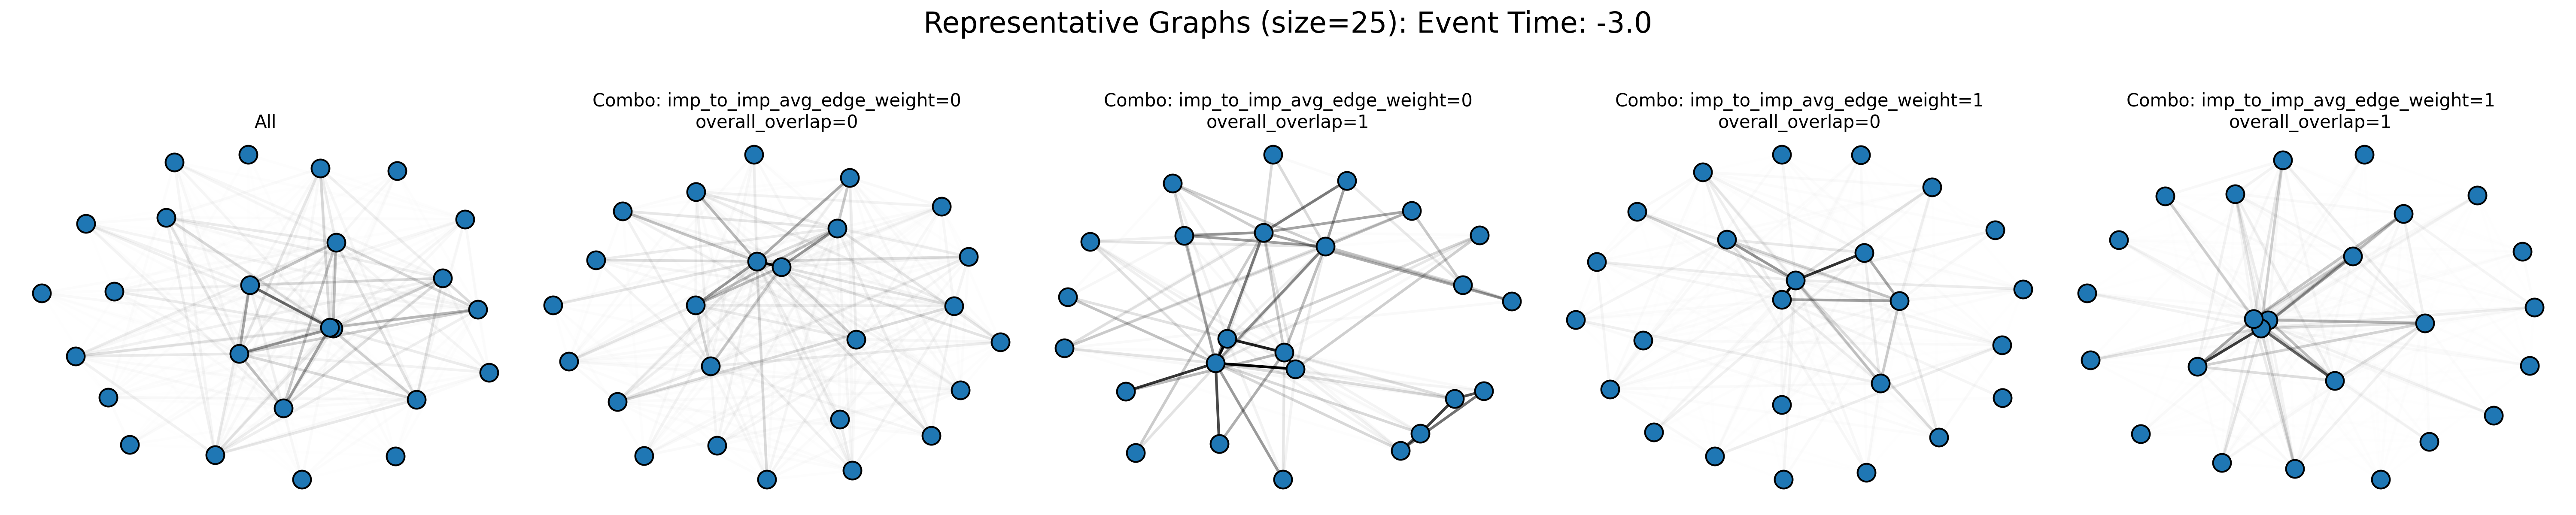 Representative Graphs (size=25): Event Time: -3.0
All
Combo: imp_to_imp_avg_edge_weight=0
overall_overlap=0
Combo: imp_to_imp_avg_edge_weight=0
overall_overlap=1
Combo: imp_to_imp_avg_edge_weight=1
overall_overlap=0
Combo: imp_to_imp_avg_edge_weight=1
overall_overlap=1